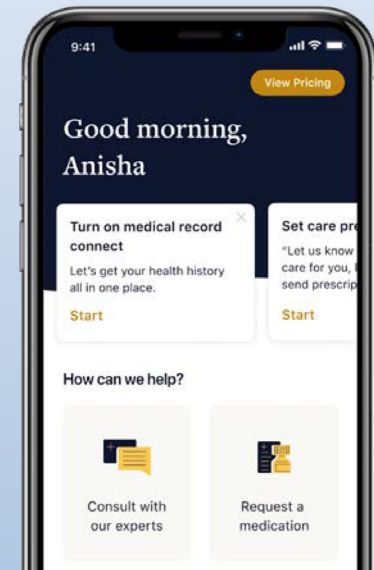 9:41
View Pricing
Good morning,
Anisha
Turn on medical record
connect
Let's get your health history
all in one place.
Start
Set care
"Let us know
care for you,
send
Start
How can we help?
Consult with
our experts
Request a
medication